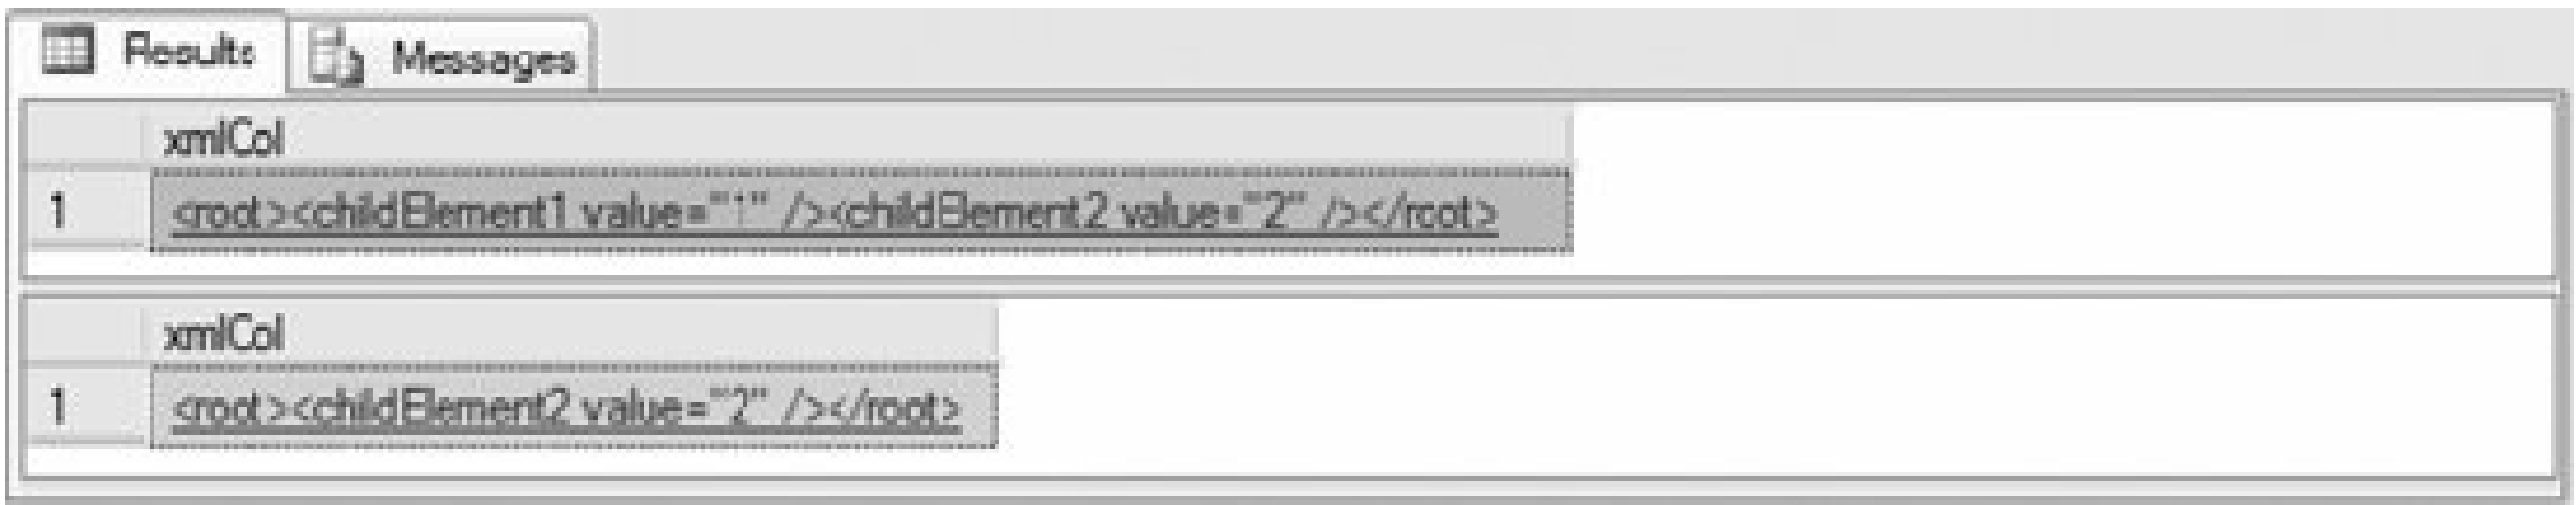 Results Messages
xmlCol
1 <root><childElement1 value="1" /><childElement2 value="2" /></root>
xmlCol
1 <root><childElement2 value="2" /></root>